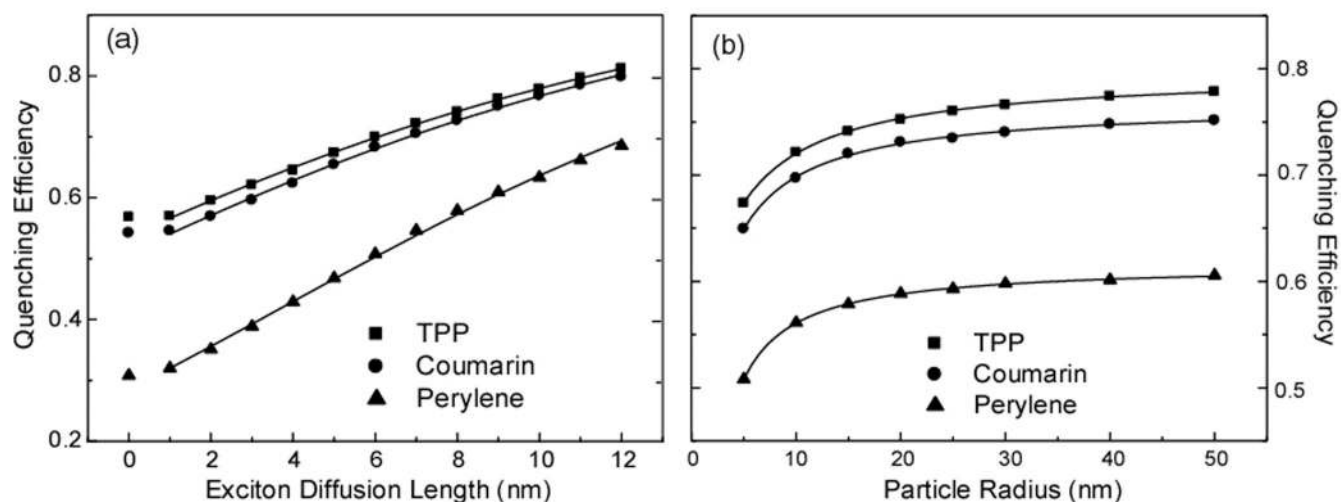 (a)
Quenching Efficiency
0.8
0.6
0.4
0.2
TPP
Coumarin
Perylene
0 2 4 6 8 10 12
Exciton Diffusion Length (nm)
(b)
0.8
0.7
0.6
0.5
Quenching Efficiency
TPP
Coumarin
Perylene
0 10 20 30 40 50
Particle Radius (nm)